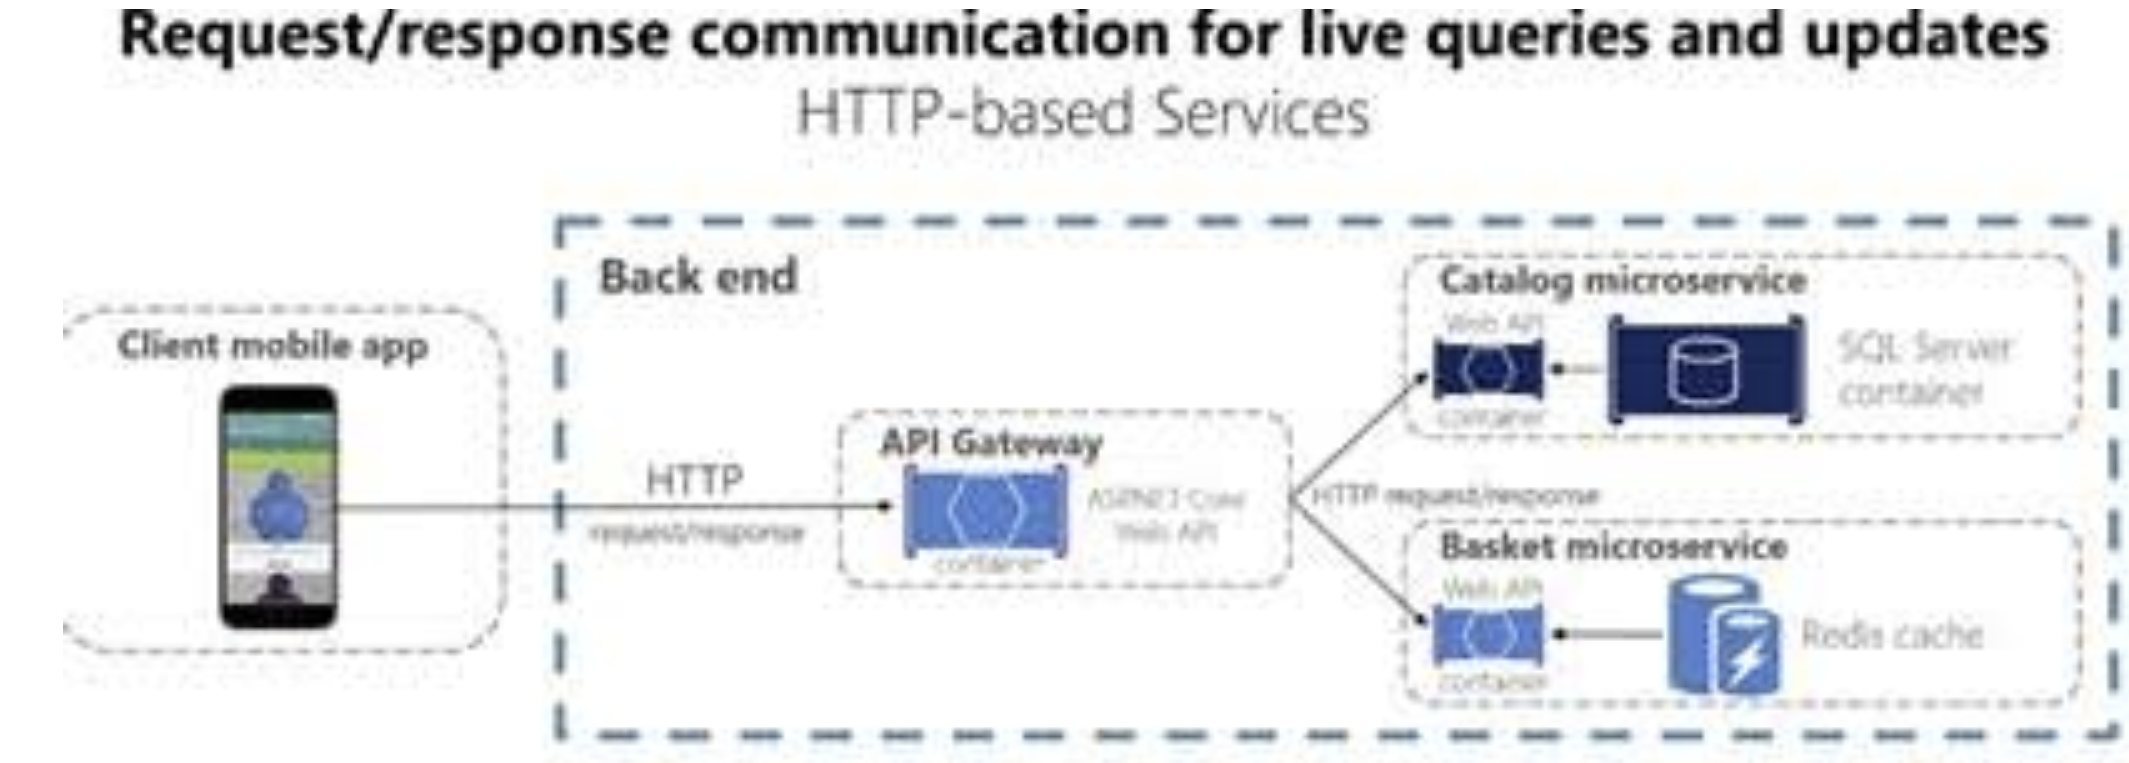 Request/response communication for live queries and updates
HTTP-based Services
Back end
Client mobile app
HTTP
request/response
API Gateway
ASP.NET Core
Web API
container
HTTP request/response
Catalog microservice
Web API
container
SQL Server
container
Basket microservice
Web API
container
Redis cache